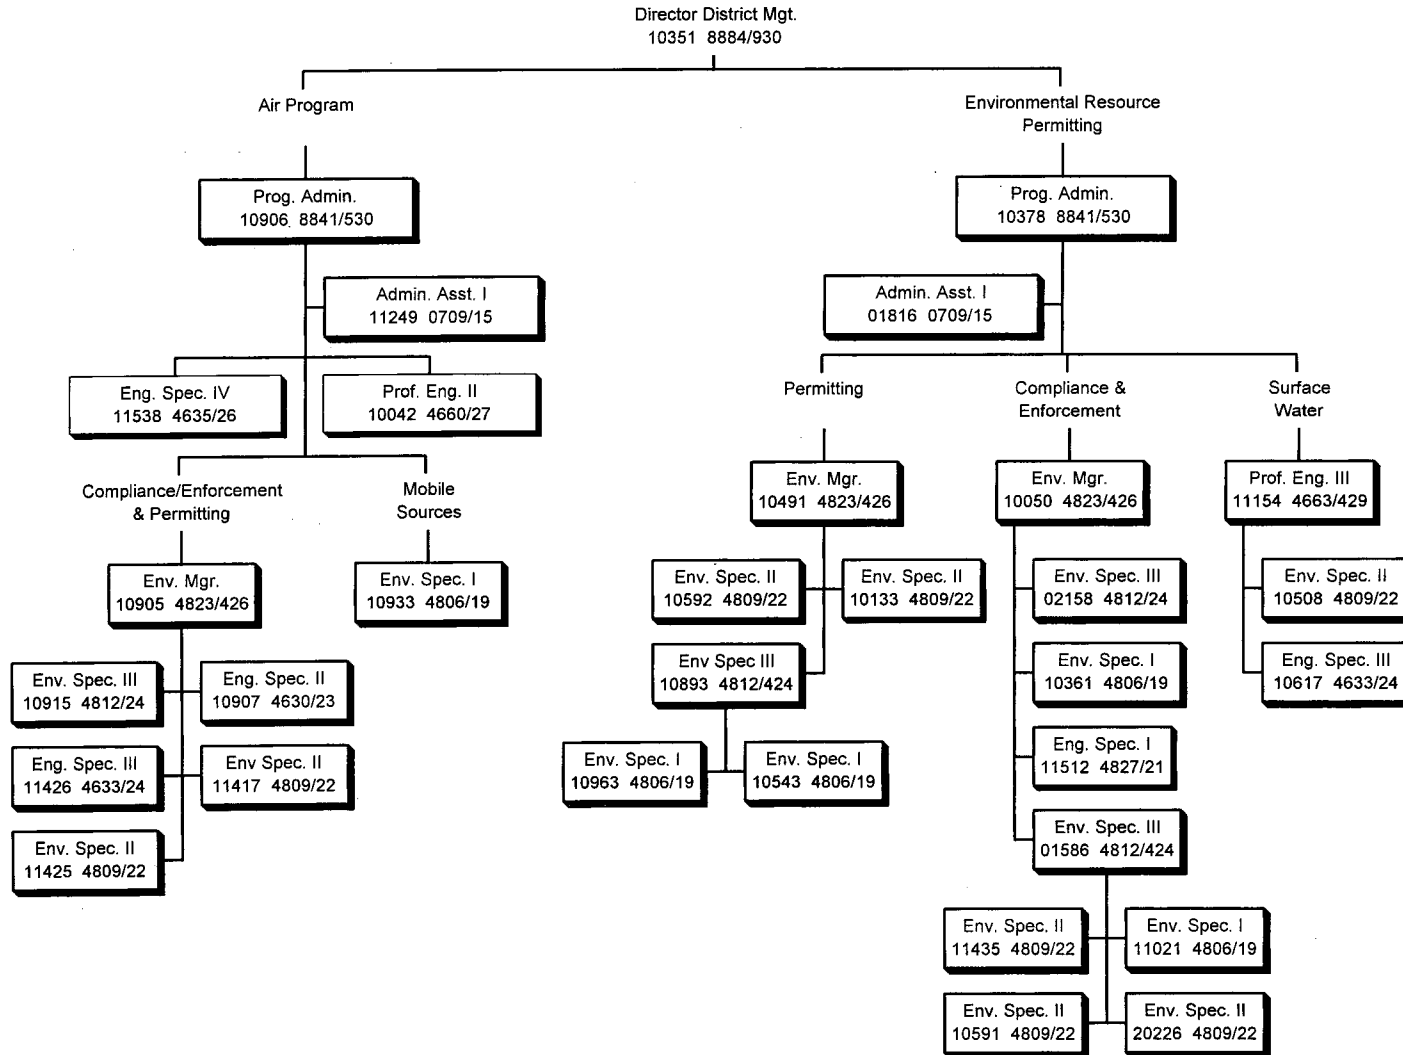 Director District Mgt.
10351 8884/930
Air Program
Environmental Resource
Permitting
Prog. Admin.
10906 8841/530
Prog. Admin.
10378 8841/530
Admin. Asst. I
11249 0709/15
Admin. Asst. I
01816 0709/15
Eng. Spec. IV
11538 4635/26
Prof. Eng. II
10042 4660/27
Permitting
Compliance &
Enforcement
Surface
Water
Compliance/Enforcement
& Permitting
Mobile
Sources
Env. Mgr.
10491 4823/426
Env. Mgr.
10050 4823/426
Prof. Eng. III
11154 4663/429
Env. Mgr.
10905 4823/426
Env. Spec. I
10933 4806/19
Env. Spec. II
10592 4809/22
Env. Spec. II
10133 4809/22
Env. Spec. III
02158 4812/24
Env. Spec. II
10508 4809/22
Env. Spec. III
10915 4812/24
Eng. Spec. II
10907 4630/23
Env Spec III
10893 4812/424
Env. Spec. I
10361 4806/19
Eng. Spec. III
10617 4633/24
Eng. Spec. III
11426 4633/24
Env Spec. II
11417 4809/22
Env. Spec. I
10963 4806/19
Env. Spec. I
10543 4806/19
Eng. Spec. I
11512 4827/21
Env. Spec. II
11425 4809/22
Env. Spec. III
01586 4812/424
Env. Spec. II
11435 4809/22
Env. Spec. I
11021 4806/19
Env. Spec. II
10591 4809/22
Env. Spec. II
20226 4809/22